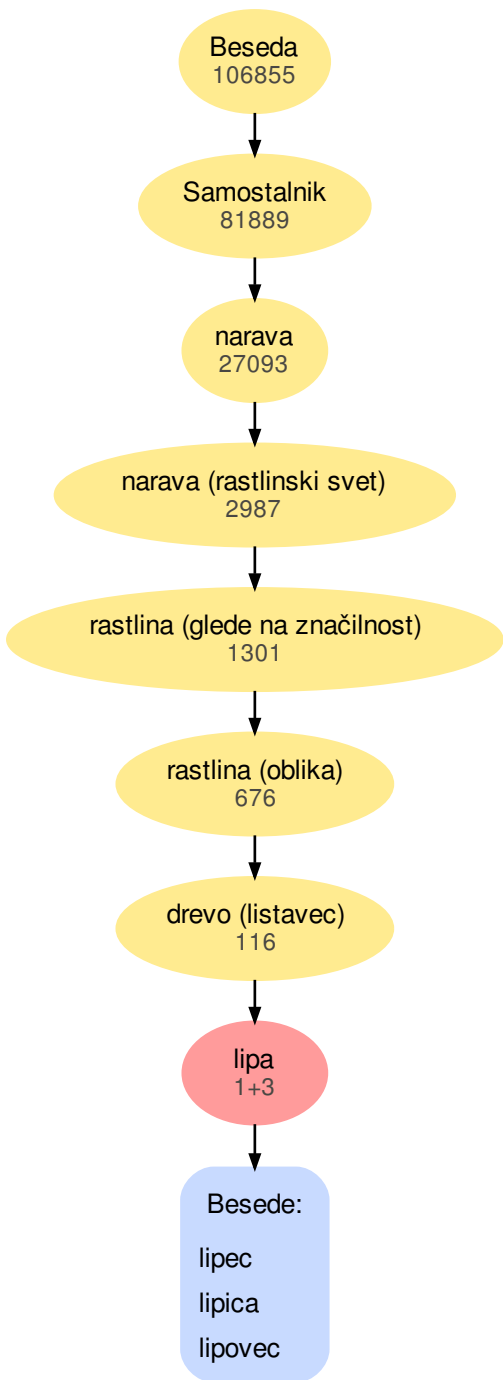 Beseda
106855
Samostalnik
81889
narava
27093
narava (rastlinski svet)
2987
rastlina (glede na značilnost)
1301
rastlina (oblika)
676
drevo (listavec)
116
lipa
1+3
Besede:
lipec
lipica
lipovec